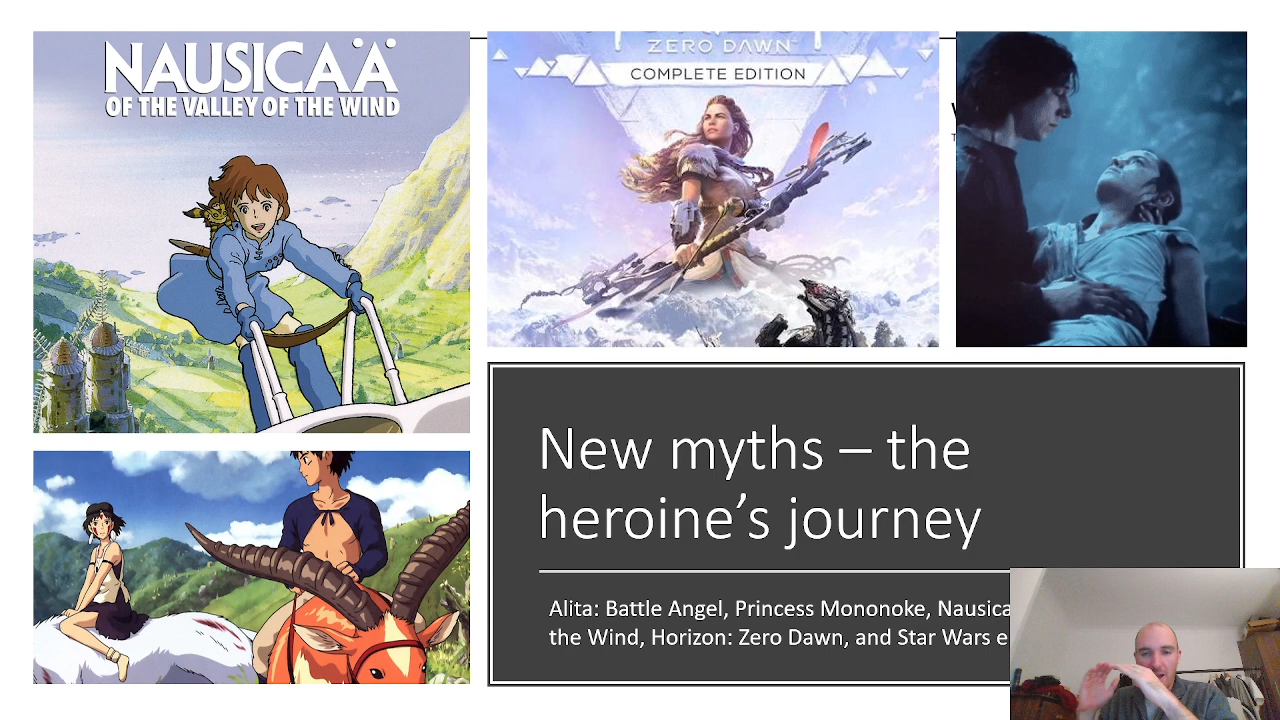 NAUSICAÄ
OF THE VALLEY OF THE WIND
ZERO DAWN
COMPLETE EDITION
New myths – the
heroine’s journey
Alita: Battle Angel, Princess Mononoke, Nausica
the Wind, Horizon: Zero Dawn, and Star Wars e